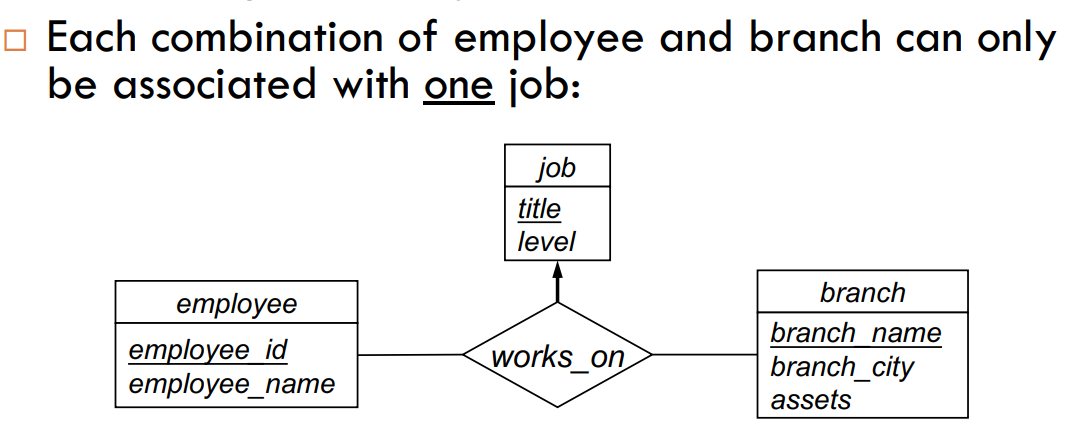 Each combination of employee and branch can only
be associated with one job:
job
title
level
employee
employee_id
employee_name
works_on
branch
branch_name
branch_city
assets